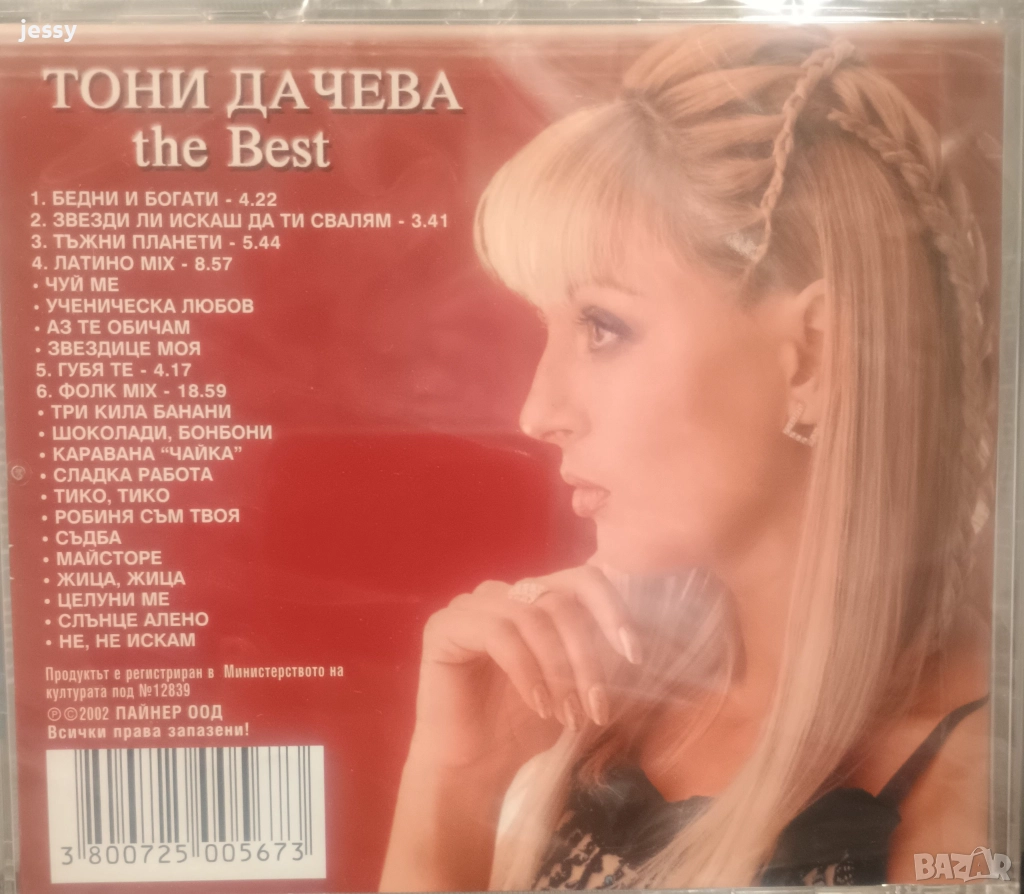 jessy
ТОНИ ДАЧЕВА
the Best
1. БЕДНИ И БОГАТИ - 4.22
2. ЗВЕЗДИ ЛИ ИСКАШ ДА ТИ СВАЛЯМ - 3.41
3. ТЪЖНИ ПЛАНЕТИ - 5.44
4. ЛАТИНО MIX - 8.57
• ЧУЙ МЕ
• УЧЕНИЧЕСКА ЛЮБОВ
• АЗ ТЕ ОБИЧАМ
• ЗВЕЗДИЦЕ МОЯ
5. ГУБЯ ТЕ - 4.17
6. ФОЛК MIX - 18.59
• ТРИ КИЛА БАНАНИ
• ШОКОЛАДИ, БОНБОНИ
• КАРАВАНА “ЧАЙКА”
• СЛАДКА РАБОТА
• ТИКО, ТИКО
• РОБИНЯ СЪМ ТВОЯ
• СЪДБА
• МАЙСТОРЕ
• ЖИЦА, ЖИЦА
• ЦЕЛУНИ МЕ
• СЛЪНЦЕ АЛЕНО
• НЕ, НЕ ИСКАМ
Продуктът е регистриран в Министерството на
културата под №12839
℗©2002 ПАЙНЕР ООД
Всички права запазени!
3 800725 005673
BAZAR